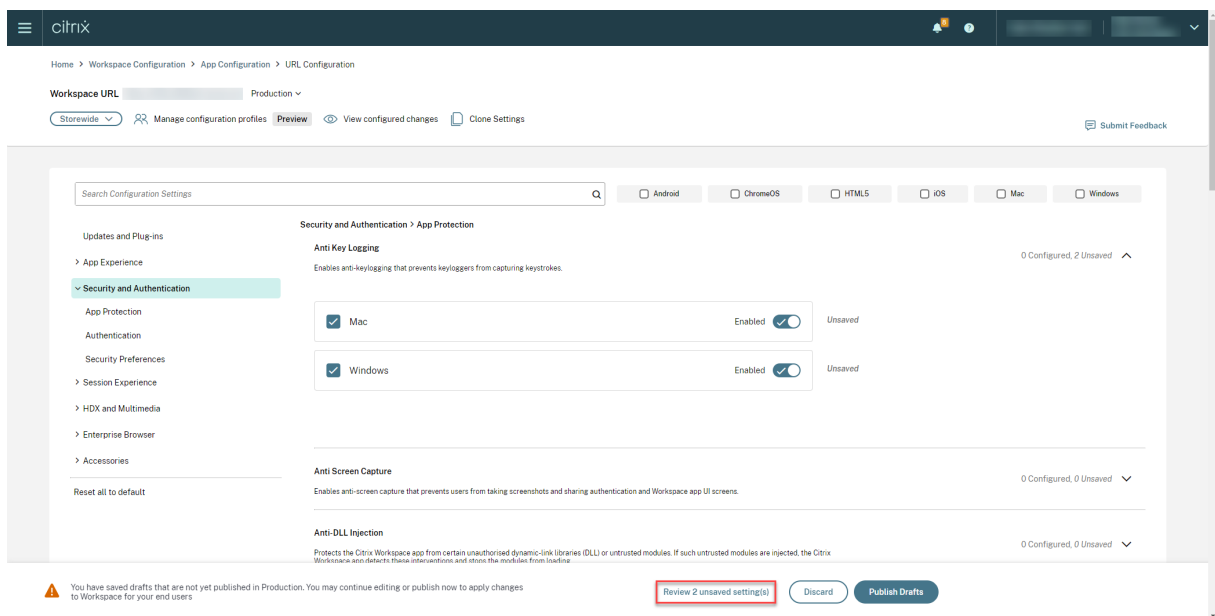 citrix
Home > Workspace Configuration > App Configuration > URL Configuration
Workspace URL
Production
Storewide
Manage configuration profiles
Preview
View configured changes
Clone Settings
Submit Feedback
Search Configuration Settings
Android
ChromeOS
HTML5
iOS
Mac
Windows
Updates and Plug-ins
> App Experience
Security and Authentication
App Protection
Authentication
Security Preferences
> Session Experience
> HDX and Multimedia
> Enterprise Browser
> Accessories
Reset all to default
Security and Authentication > App Protection
Anti Key Logging
0 Configured, 2 Unsaved
Enables anti-keylogging that prevents keyloggers from capturing keystrokes.
Mac
Enabled
Unsaved
Windows
Enabled
Unsaved
Anti Screen Capture
0 Configured, 0 Unsaved
Enables anti-screen capture that prevents users from taking screenshots and sharing authentication and Workspace app UI screens.
Anti-DLL Injection
0 Configured, 0 Unsaved
Protects the Citrix Workspace app from certain unauthorised dynamic-link libraries (DLL) or untrusted modules. If such untrusted modules are injected, the Citrix
Workspace app detects these interventions and stops the modules from loading.
You have saved drafts that are not yet published in Production. You may continue editing or publish now to apply changes
to Workspace for your end users
Review 2 unsaved setting(s)
Discard
Publish Drafts